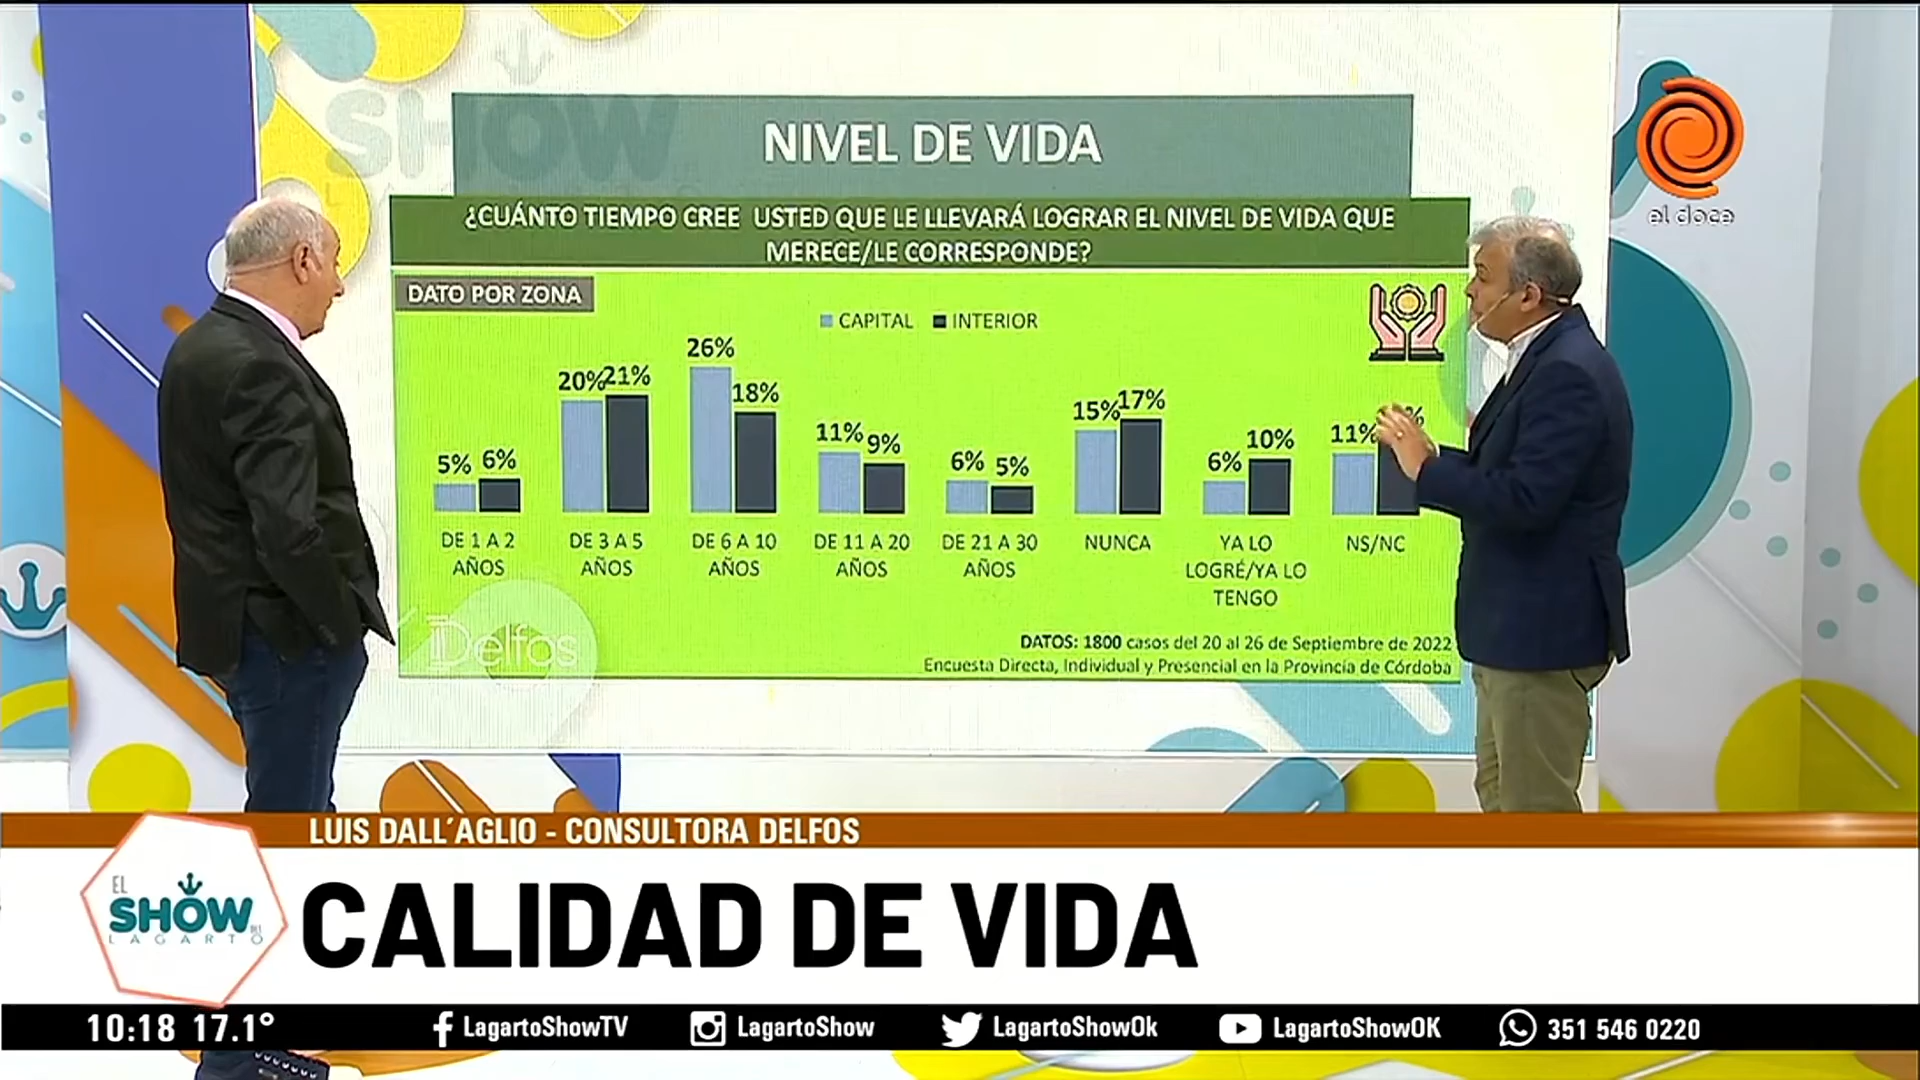 SHOW
NIVEL DE VIDA
el doce
¿CUÁNTO TIEMPO CREE USTED QUE LE LLEVARÁ LOGRAR EL NIVEL DE VIDA QUE
MERECE/LE CORRESPONDE?
DATO POR ZONA
CAPITAL INTERIOR
5% 6% 20% 21% 26% 18% 11% 9% 6% 5% 15% 17% 6% 10% 11%
DE 1 A 2
AÑOS
DE 3 A 5
AÑOS
DE 6 A 10
AÑOS
DE 11 A 20
AÑOS
DE 21 A 30
AÑOS
NUNCA
YA LO
LOGRÉ/YA LO
TENGO
NS/NC
Delfos
DATOS: 1800 casos del 20 al 26 de Septiembre de 2022
Encuesta Directa, Individual y Presencial en la Provincia de Córdoba
LUIS DALL´AGLIO - CONSULTORA DELFOS
EL
SHOW
DEL
LAGARTO
CALIDAD DE VIDA
10:18 17.1° LagartoShowTV LagartoShow LagartoShowOk LagartoShowOK 351 546 0220